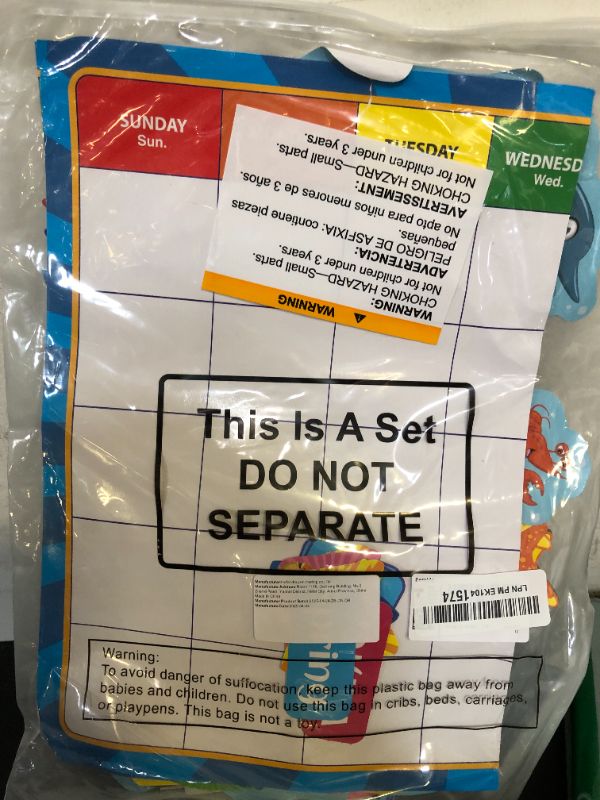 SUNDAY
Sun.
TUESDAY
WEDNESD
Wed.
WARNING
WARNING:
CHOKING HAZARD—Small parts.
Not for children under 3 years.
ADVERTENCIA:
PELIGRO DE ASFIXIA: contiene piezas
pequeñas.
No apto para niños menores de 3 años.
AVERTISSEMENT:
CHOKING HAZARD—Small parts.
Not for children under 3 years.
This Is A Set
DO NOT
SEPARATE
LPN PM EK1041574
Made in China
Warning:
To avoid danger of suffocation, keep this plastic bag away from
babies and children. Do not use this bag in cribs, beds, carriages,
or playpens. This bag is not a toy.